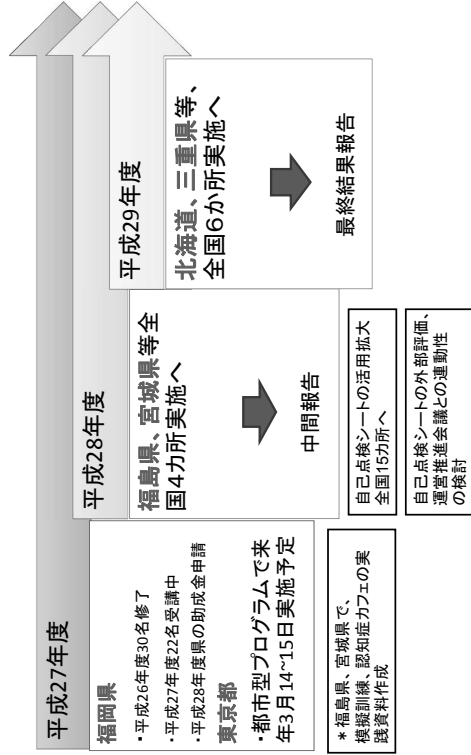 平成27年度
福岡県
・平成26年度30名修了
・平成27年度22名受講中
・平成28年度県の助成金申請
東京都
・都市型プログラムで来
年3月14~15日実施予定
*福島県、宮城県で、
模擬訓練、認知症カフェの実
践資料作成
平成28年度
福島県、宮城県等全
国4カ所実施へ
中間報告
自己点検シートの活用拡大
全国15カ所へ
自己点検シートの外部評価、
運営推進会議との連動性
の検討
平成29年度
北海道、三重県等、
全国6か所実施へ
最終結果報告